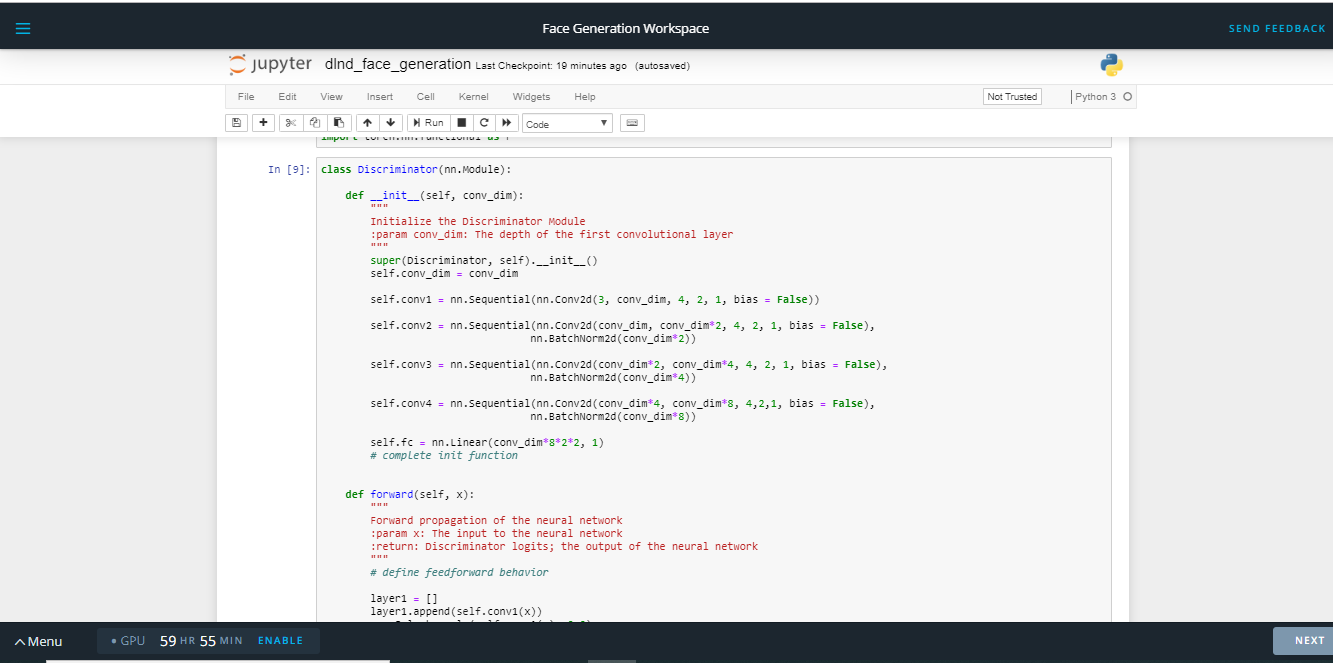 Face Generation Workspace
SEND FEEDBACK
jupyter dlnd_face_generation Last Checkpoint: 19 minutes ago (autosaved)
File Edit View Insert Cell Kernel Widgets Help Not Trusted Python 3
Run Code
In [9]: class Discriminator(nn.Module):
def __init__(self, conv_dim):
"""
Initialize the Discriminator Module
:param conv_dim: The depth of the first convolutional layer
"""
super(Discriminator, self).__init__()
self.conv_dim = conv_dim
self.conv1 = nn.Sequential(nn.Conv2d(3, conv_dim, 4, 2, 1, bias = False))
self.conv2 = nn.Sequential(nn.Conv2d(conv_dim, conv_dim*2, 4, 2, 1, bias = False),
nn.BatchNorm2d(conv_dim*2))
self.conv3 = nn.Sequential(nn.Conv2d(conv_dim*2, conv_dim*4, 4, 2, 1, bias = False),
nn.BatchNorm2d(conv_dim*4))
self.conv4 = nn.Sequential(nn.Conv2d(conv_dim*4, conv_dim*8, 4,2,1, bias = False),
nn.BatchNorm2d(conv_dim*8))
self.fc = nn.Linear(conv_dim*8*2*2, 1)
# complete init function
def forward(self, x):
"""
Forward propagation of the neural network
:param x: The input to the neural network
:return: Discriminator logits; the output of the neural network
"""
# define feedforward behavior
layer1 = []
layer1.append(self.conv1(x))
Menu GPU 59 HR 55 MIN ENABLE NEXT